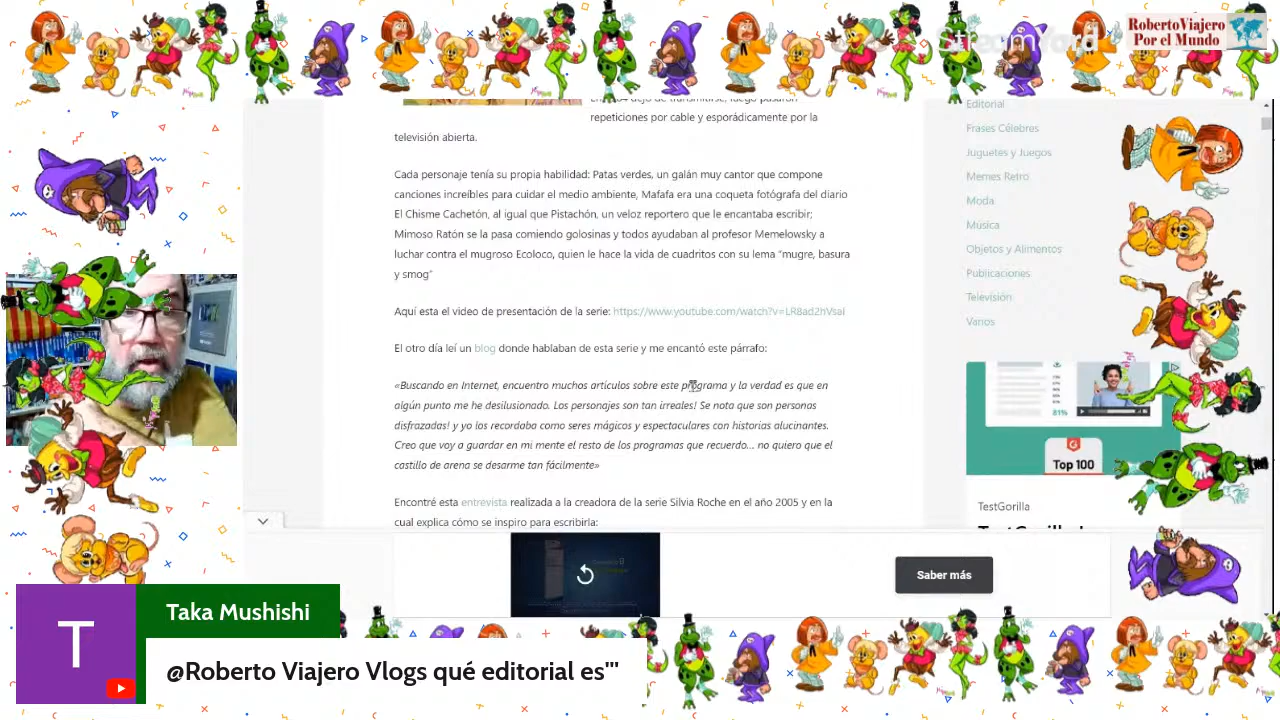 StreamYard
RobertoViajero
Por el Mundo
repeticiones por cable y esporádicamente por la
televisión abierta.
Cada personaje tenía su propia habilidad: Patas verdes, un galán muy cantor que compone
canciones increíbles para cuidar el medio ambiente, Mafafa era una coqueta fotógrafa del diario
El Chisme Cachetón, al igual que Pistachón, un veloz reportero que le encantaba escribir;
Mimoso Ratón se la pasa comiendo golosinas y todos ayudaban al profesor Memelowsky a
luchar contra el mugroso Ecoloco, quien le hace la vida de cuadritos con su lema “mugre, basura
y smog”
Aquí esta el video de presentación de la serie: https://www.youtube.com/watch?v=LR8ad2hVsaI
El otro día leí un blog donde hablaban de esta serie y me encantó este párrafo:
«Buscando en Internet, encuentro muchos artículos sobre este programa y la verdad es que en
algún punto me he desilusionado. Los personajes son tan irreales! Se nota que son personas
disfrazadas! y yo los recordaba como seres mágicos y espectaculares con historias alucinantes.
Creo que voy a guardar en mi mente el resto de los programas que recuerdo... no quiero que el
castillo de arena se desarme tan fácilmente»
Encontré esta entrevista realizada a la creadora de la serie Silvia Roche en el año 2005 y en la
cual explica cómo se inspiro para escribirla:
Editorial
Frases Célebres
Juguetes y Juegos
Memes Retro
Moda
Música
Objetos y Alimentos
Publicaciones
Televisión
Varios
81%
Top 100
TestGorilla
Saber más
T
Taka Mushishi
@Roberto Viajero Vlogs qué editorial es"'